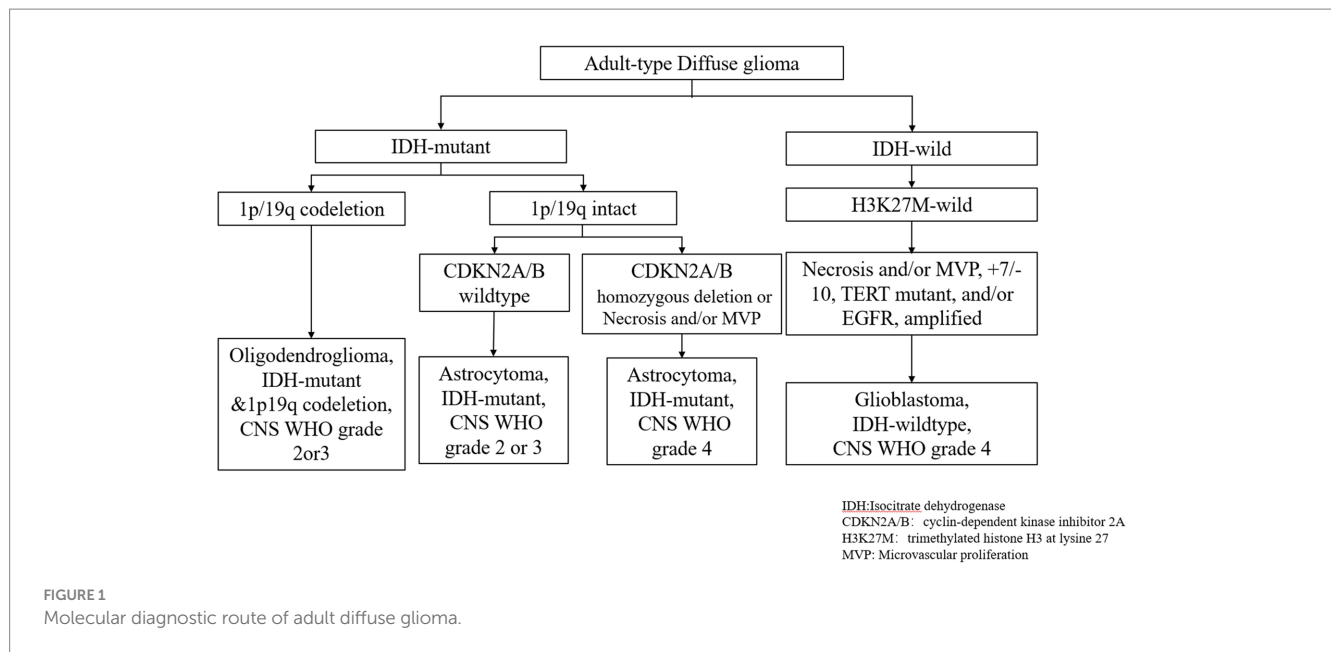 Adult-type Diffuse glioma
IDH-mutant
IDH-wild
1p/19q codeletion
1p/19q intact
H3K27M-wild
CDKN2A/B
wildtype
CDKN2A/B
homozygous deletion or
Necrosis and/or MVP
Necrosis and/or MVP, +7/-
10, TERT mutant, and/or
EGFR, amplified
Oligodendroglioma,
IDH-mutant
&1p19q codeletion,
CNS WHO grade
2or3
Astrocytoma,
IDH-mutant,
CNS WHO
grade 2 or 3
Astrocytoma,
IDH-mutant,
CNS WHO
grade 4
Glioblastoma,
IDH-wildtype,
CNS WHO grade 4
IDH:Isocitrate dehydrogenase
CDKN2A/B： cyclin-dependent kinase inhibitor 2A
H3K27M： trimethylated histone H3 at lysine 27
MVP: Microvascular proliferation
FIGURE 1
Molecular diagnostic route of adult diffuse glioma.